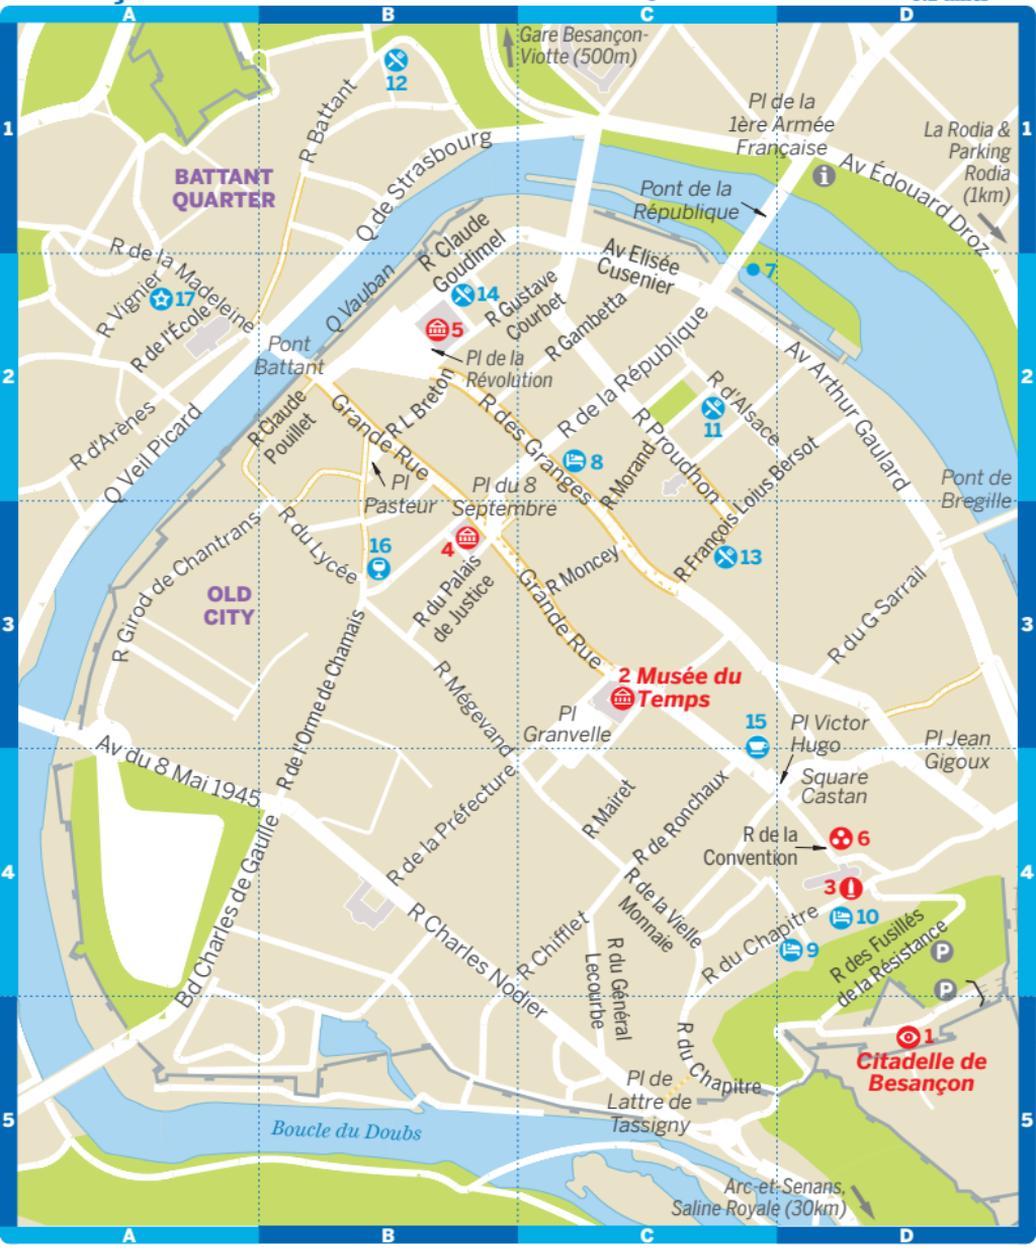 A
B
C
D
Gare Besançon-
Viotte (500m)
12
R Battant
1
1
Pl de la
1ère Armée
Française
La Rodia &
Parking
Rodia
(1km)
Q de Strasbourg
BATTANT
QUARTER
i
Av Édouard Droz
Pont de la
République
R Claude
Goudimel
Av Elisée
Cusenier
7
R de la Madeleine
R Vignier
17
R de l'École
Q Vauban
14
R Gustave
Courbet
5
R Gambetta
Pont
Battant
Pl de la
Révolution
2
2
R de la République
Av Arthur Gaulard
R d'Alsace
11
R Claude
Pouillet
Grande Rue
R L Breton
R des Granges
R Proudhon
R d'Arènes
Q Veil Picard
8
R Morand
R François Loius Bersot
Pl
Pasteur
Pl du 8
Septembre
Pont de
Bregille
R Girod de Chantrans
R du Lycée
16
4
13
R Moncey
OLD
CITY
R du Palais
de Justice
Grande Rue
R du G Sarrail
3
3
R de l'Orme de Chamais
R Mégevand
2 Musée du
Temps
Pl
Granvelle
15
Pl Victor
Hugo
Pl Jean
Gigoux
Av du 8 Mai 1945
Square
Castan
R Mairet
R de Ronchaux
R de la Préfecture
R de la
Convention
6
4
4
3
10
Bd Charles de Gaulle
R de la Vielle
Monnaie
R du Chapitre
9
R Charles Nodier
R Chifflet
R du Général
Lecourbe
R des Fusillés
de la Résistance
P
P
1
Citadelle de
Besançon
R du Chapitre
Pl de
Lattre de
Tassigny
5
5
Boucle du Doubs
Arc-et-Senans,
Saline Royale (30km)
A
B
C
D